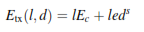 E_tx(l, d) = lE_c + led^s